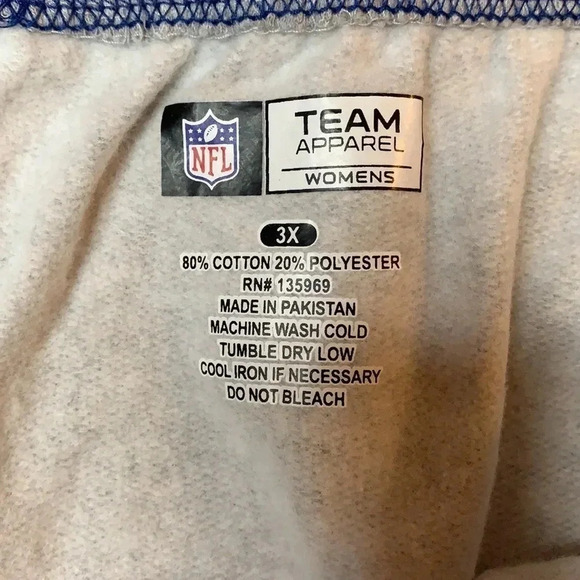 NFL
TEAM
APPAREL
WOMENS
3X
80% COTTON 20% POLYESTER
RN# 135969
MADE IN PAKISTAN
MACHINE WASH COLD
TUMBLE DRY LOW
COOL IRON IF NECESSARY
DO NOT BLEACH